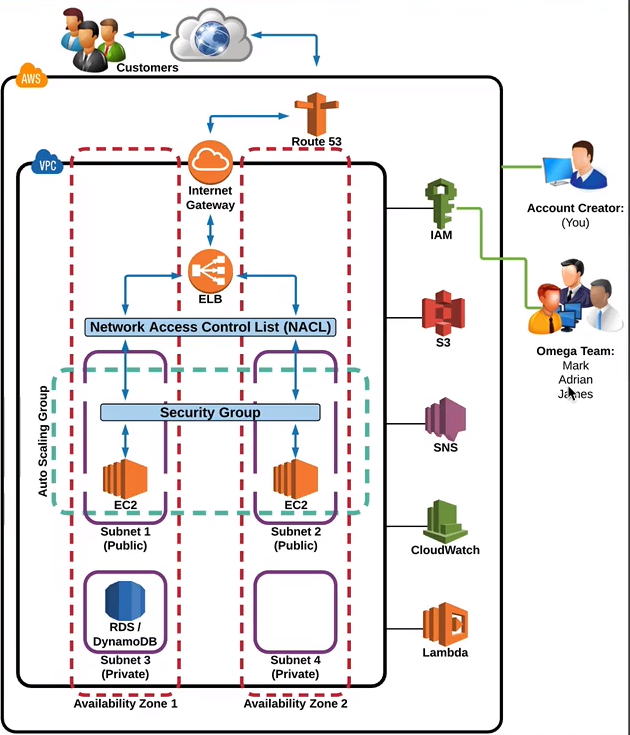 Customers
AWS
Route 53
VPC
Internet
Gateway
Account Creator:
(You)
IAM
ELB
Network Access Control List (NACL)
S3
Omega Team:
Mark
Adrian
James
Auto Scaling Group
Security Group
SNS
EC2
EC2
Subnet 1
(Public)
Subnet 2
(Public)
CloudWatch
RDS /
DynamoDB
Lambda
Subnet 3
(Private)
Subnet 4
(Private)
Availability Zone 1
Availability Zone 2